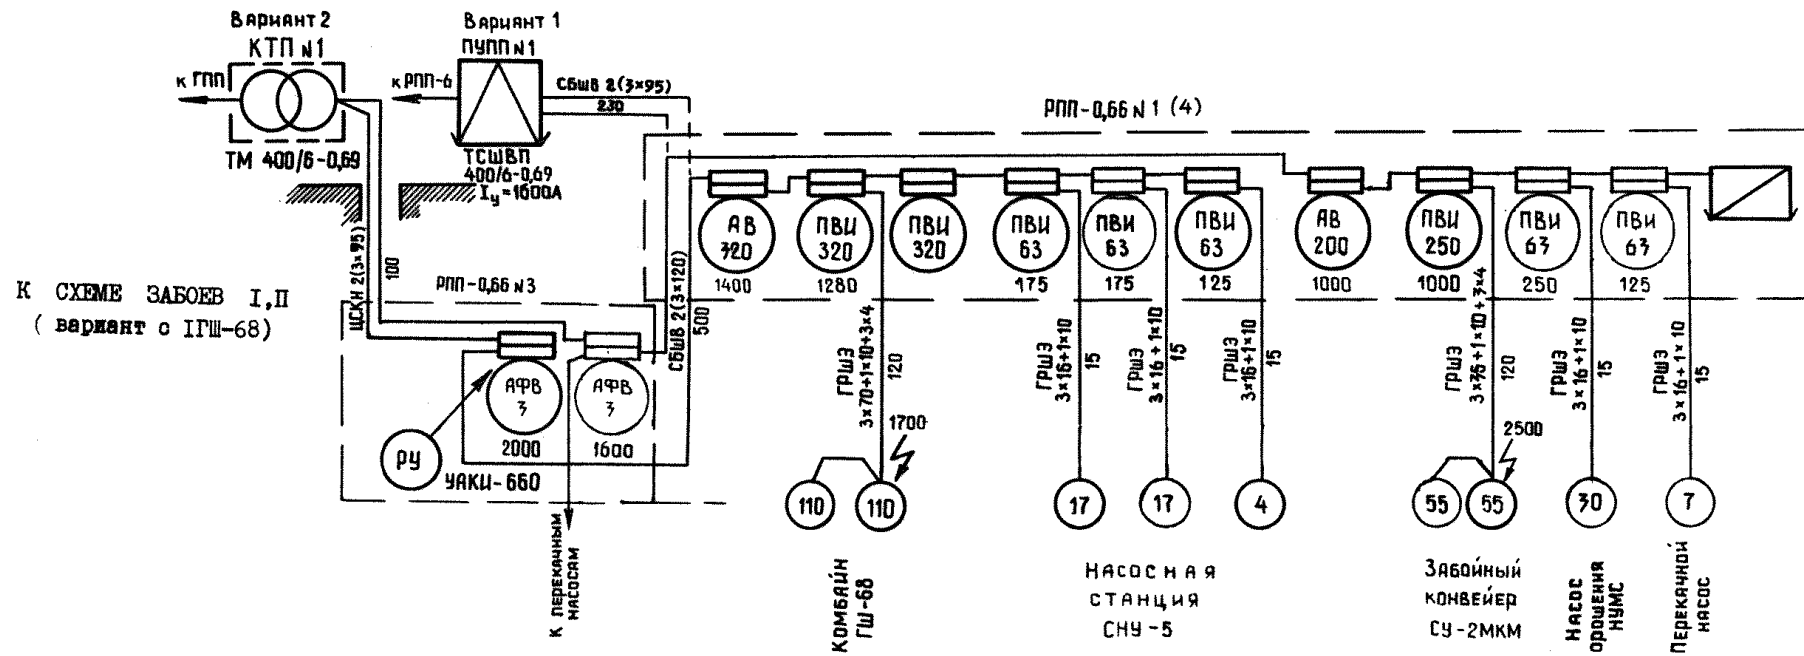 Вариант 2
КТП №1
к ГПП
ТМ 400/6-0,69
Вариант 1
ПУПП №1
к РПП-6
СБШВ 2(3×95)
230
ТСШВП
400/6-0,69
Iу=1600А
РПП-0,66 №1 (4)
К СХЕМЕ ЗАБОЕВ I,П
( вариант с IГШ-68)
ЦСКН 2(3×95)
100
РПП-0,66 №3
АФВ
3
2000
АФВ
3
1600
РУ
УАКИ-660
К ПЕРЕКАЧНЫМ
НАСОСАМ
СБШВ 2(3×120)
500
АВ
320
1400
ПВИ
320
1280
ПВИ
320
ПВИ
63
175
ПВИ
63
175
ПВИ
63
125
АВ
200
1000
ПВИ
250
1000
ПВИ
63
250
ПВИ
63
125
ГРШЭ
3×70+1×10+3×4
120
ГРШЭ
3×16+1×10
15
ГРШЭ
3×16+1×10
15
ГРШЭ
3×16+1×10
15
ГРШЭ
3×36+1×10+3×4
120
ГРШЭ
3×16+1×10
15
ГРШЭ
3×16+1×10
15
1700
2500
110
110
17
17
4
55
55
30
7
КОМБАЙН
ГШ-68
НАСОСНАЯ
СТАНЦИЯ
СНУ-5
ЗАБОЙНЫЙ
КОНВЕЙЕР
СУ-2МКМ
НАСОС
ОРОШЕНИЯ
НУМС
ПЕРЕКАЧНОЙ
НАСОС